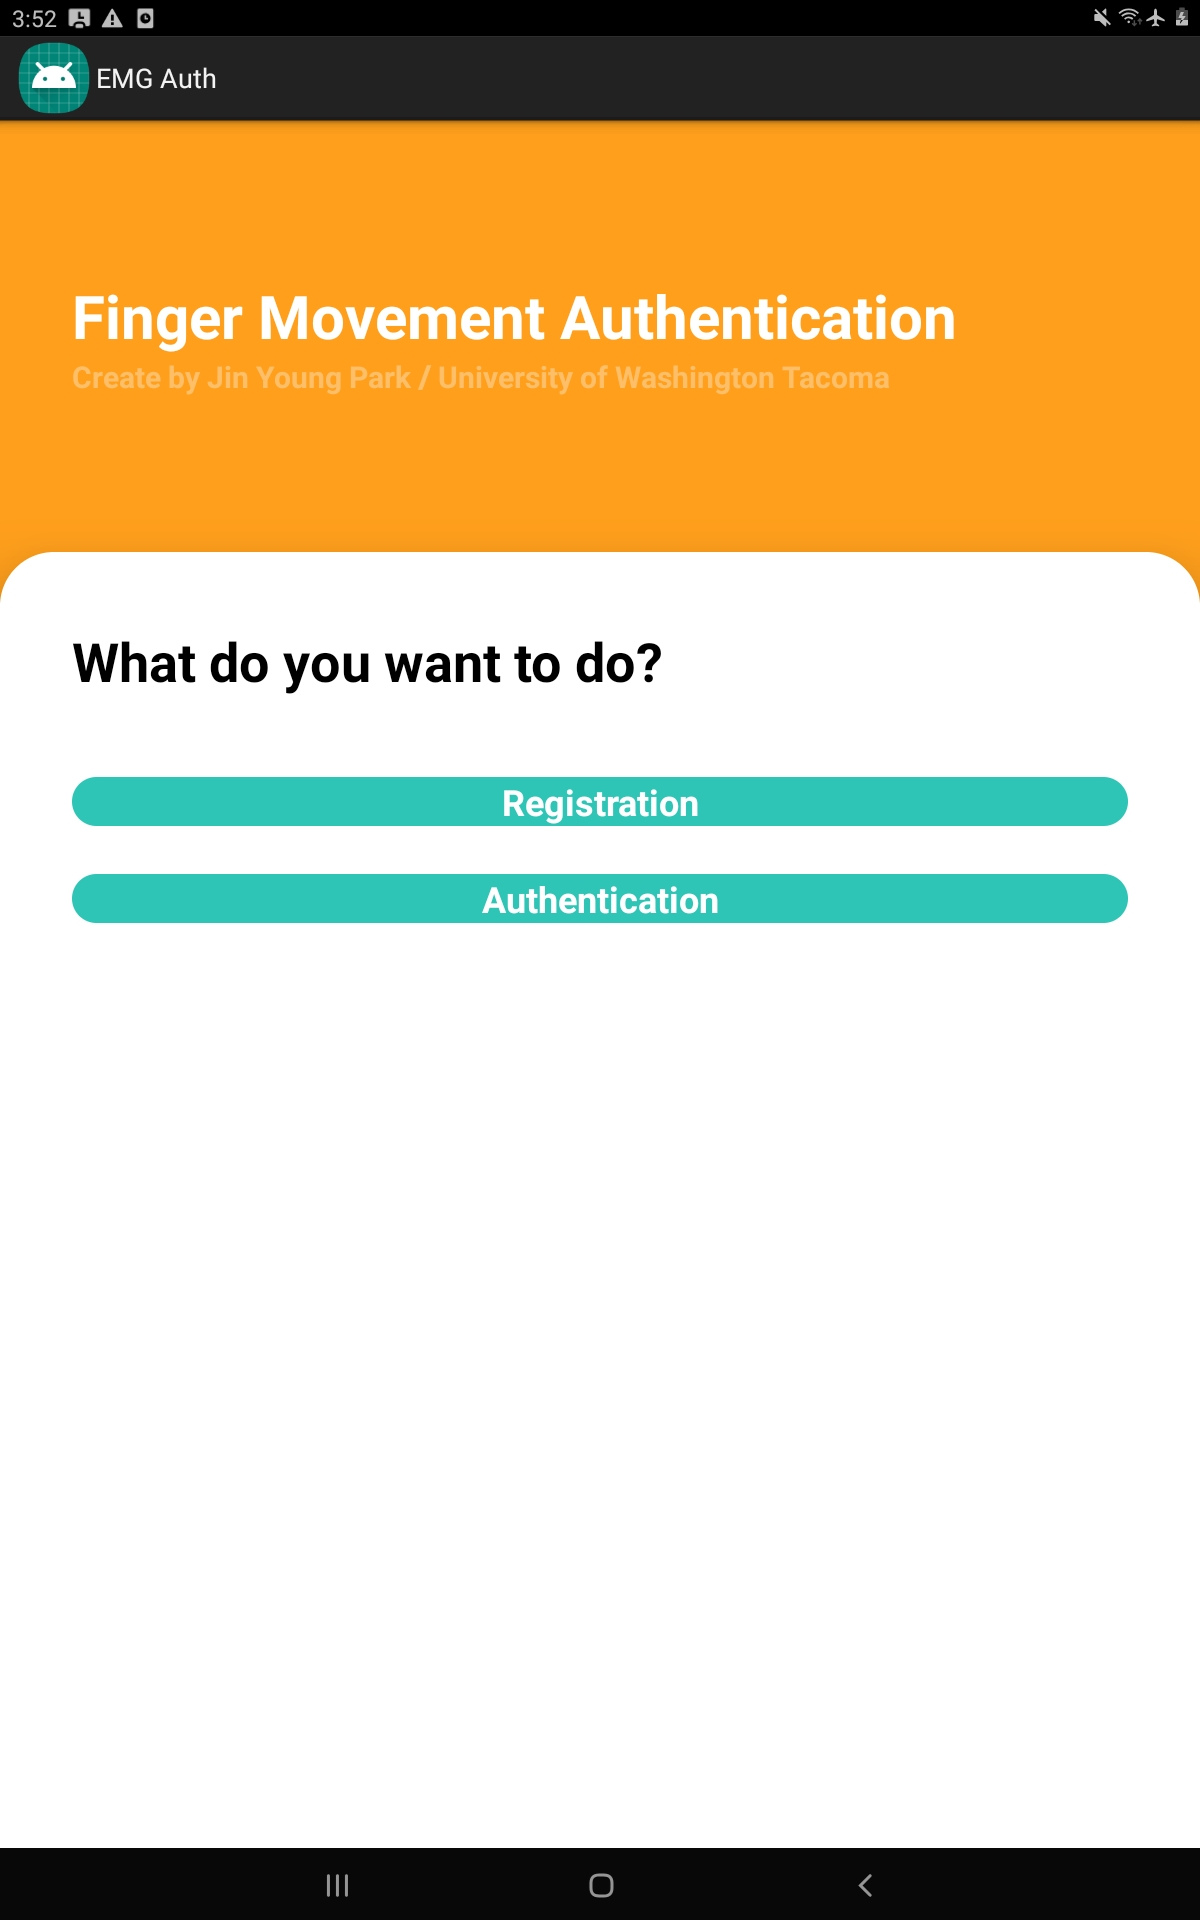 3:52
EMG Auth
Finger Movement Authentication
Create by Jin Young Park / University of Washington Tacoma
What do you want to do?
Registration
Authentication